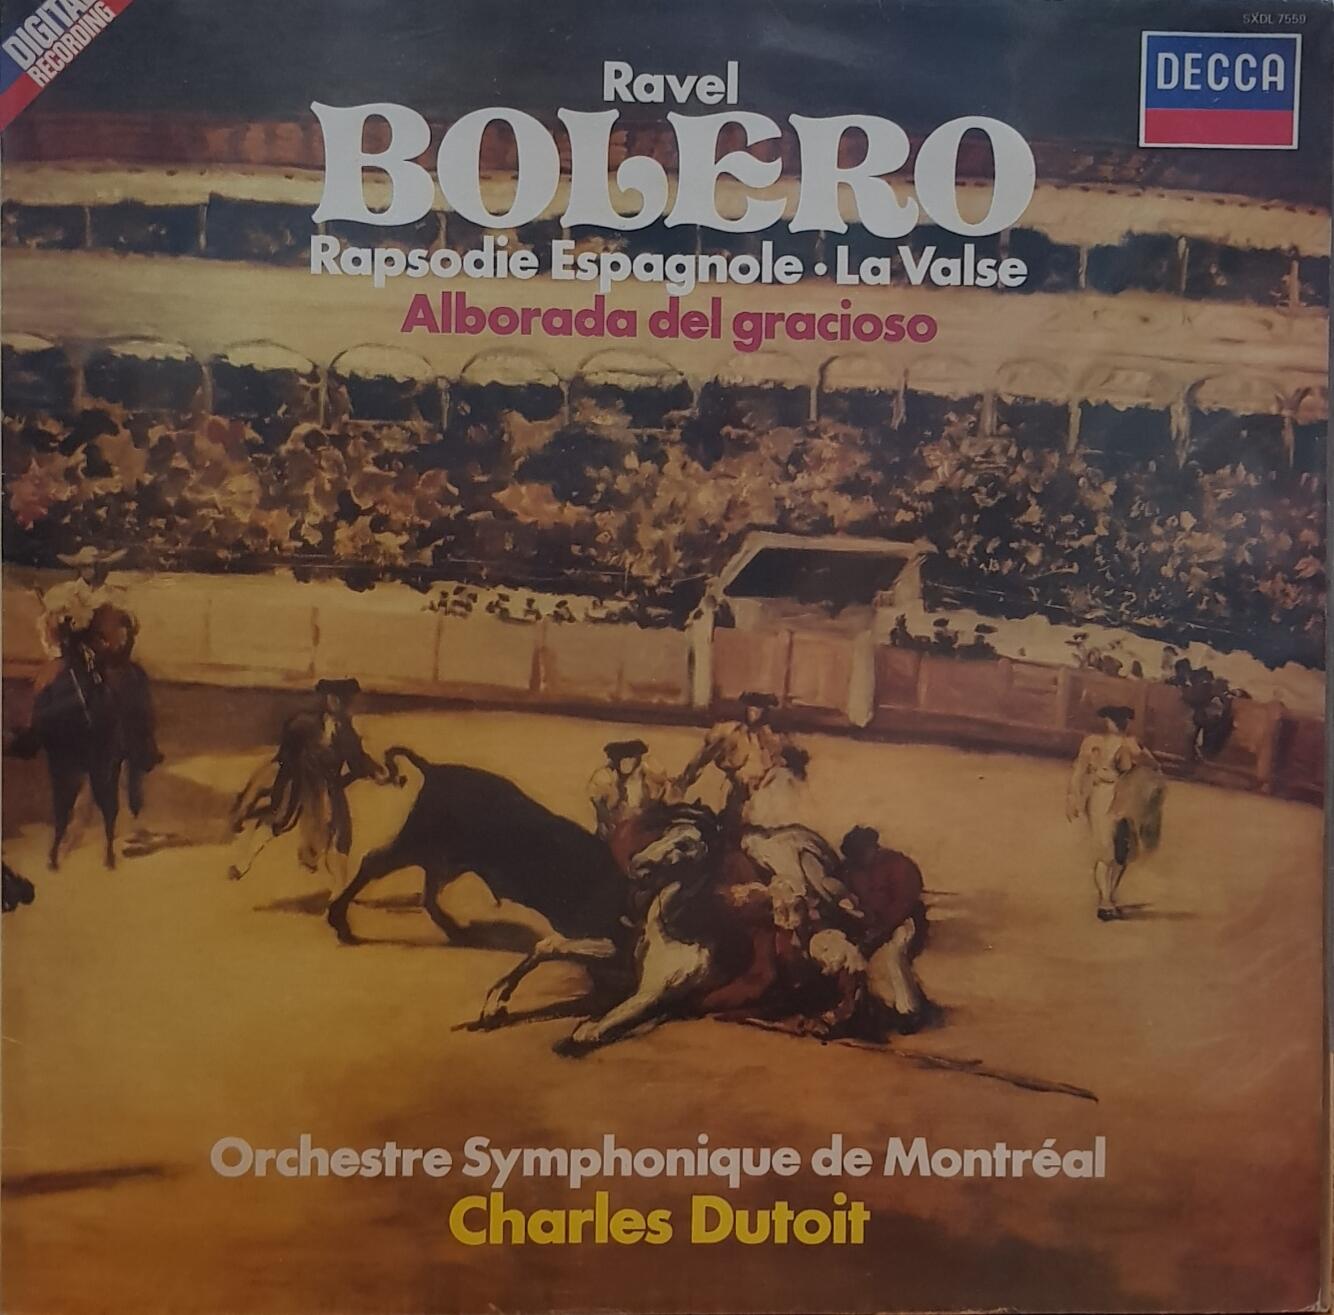 DIGITAL
RECORDING
SXDL 7559
DECCA
Ravel
BOLERO
Rapsodie Espagnole · La Valse
Alborada del gracioso
Orchestre Symphonique de Montréal
Charles Dutoit